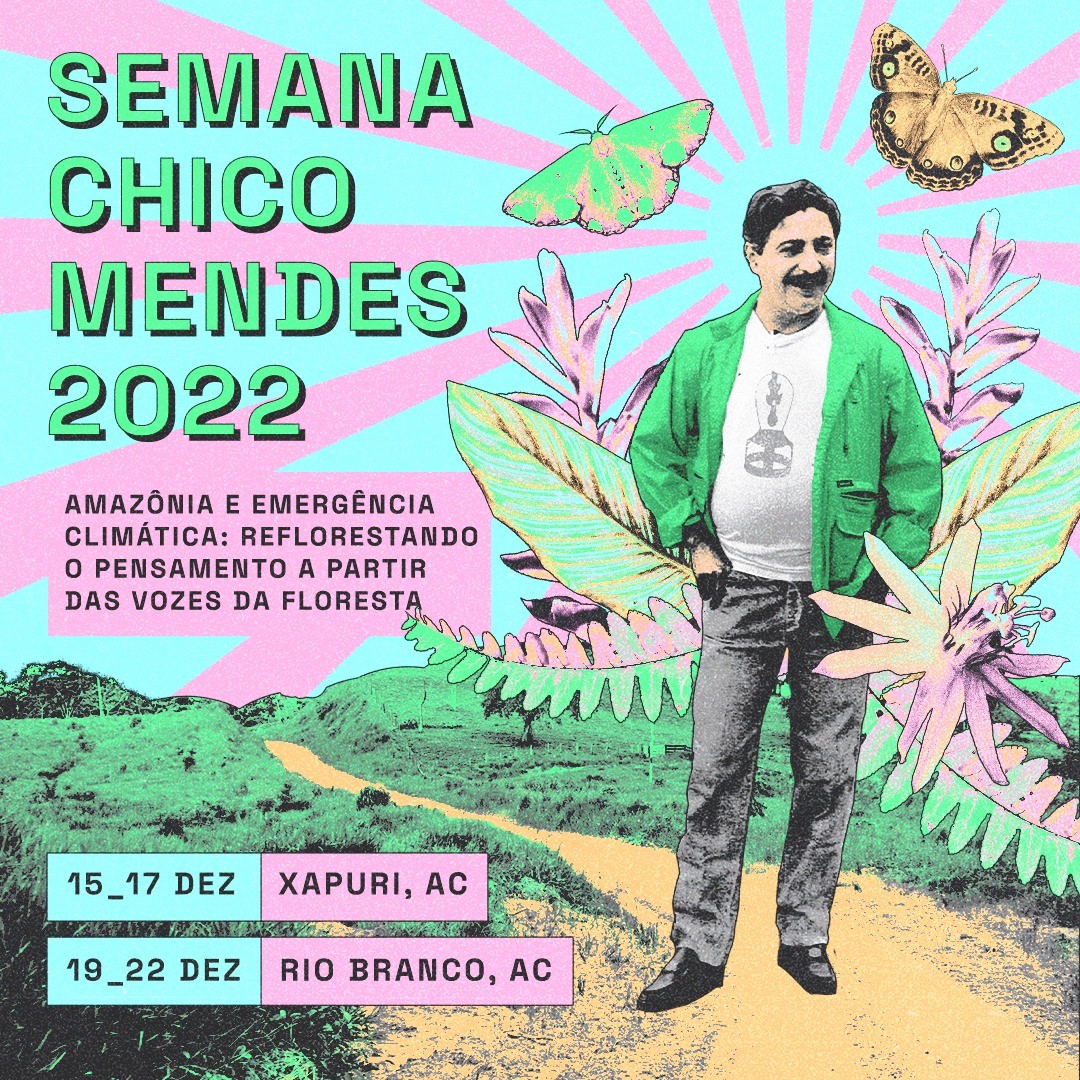 SEMANA
CHICO
MENDES
2022
AMAZÔNIA E EMERGÊNCIA
CLIMÁTICA: REFLORESTANDO
O PENSAMENTO A PARTIR
DAS VOZES DA FLORESTA
15_17 DEZ XAPURI, AC
19_22 DEZ RIO BRANCO, AC